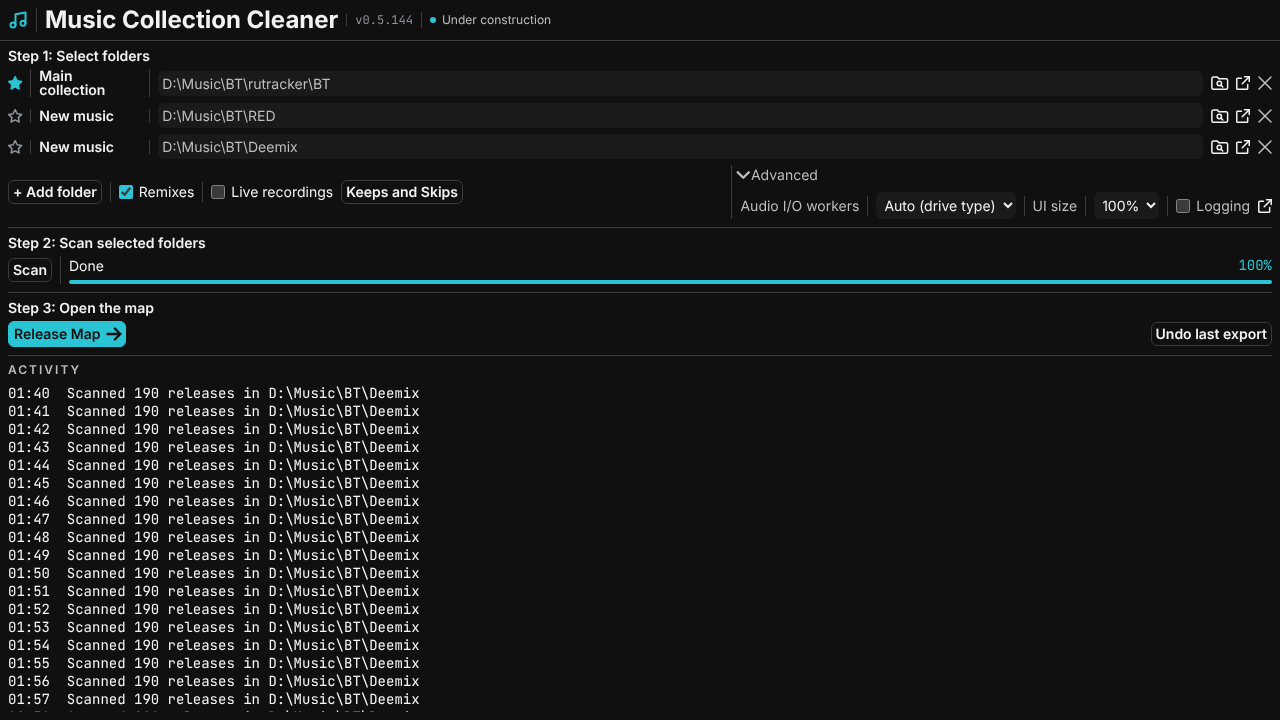 Music Collection Cleaner v0.5.144 Under construction
Step 1: Select folders
Main collection D:\Music\BT\rutracker\BT
New music D:\Music\BT\RED
New music D:\Music\BT\Deemix
+ Add folder Remixes Live recordings Keeps and Skips
Advanced
Audio I/O workers Auto (drive type) UI size 100% Logging
Step 2: Scan selected folders
Scan Done 100%
Step 3: Open the map
Release Map Undo last export
ACTIVITY
01:40 Scanned 190 releases in D:\Music\BT\Deemix
01:41 Scanned 190 releases in D:\Music\BT\Deemix
01:42 Scanned 190 releases in D:\Music\BT\Deemix
01:43 Scanned 190 releases in D:\Music\BT\Deemix
01:44 Scanned 190 releases in D:\Music\BT\Deemix
01:45 Scanned 190 releases in D:\Music\BT\Deemix
01:46 Scanned 190 releases in D:\Music\BT\Deemix
01:47 Scanned 190 releases in D:\Music\BT\Deemix
01:48 Scanned 190 releases in D:\Music\BT\Deemix
01:49 Scanned 190 releases in D:\Music\BT\Deemix
01:50 Scanned 190 releases in D:\Music\BT\Deemix
01:51 Scanned 190 releases in D:\Music\BT\Deemix
01:52 Scanned 190 releases in D:\Music\BT\Deemix
01:53 Scanned 190 releases in D:\Music\BT\Deemix
01:54 Scanned 190 releases in D:\Music\BT\Deemix
01:55 Scanned 190 releases in D:\Music\BT\Deemix
01:56 Scanned 190 releases in D:\Music\BT\Deemix
01:57 Scanned 190 releases in D:\Music\BT\Deemix